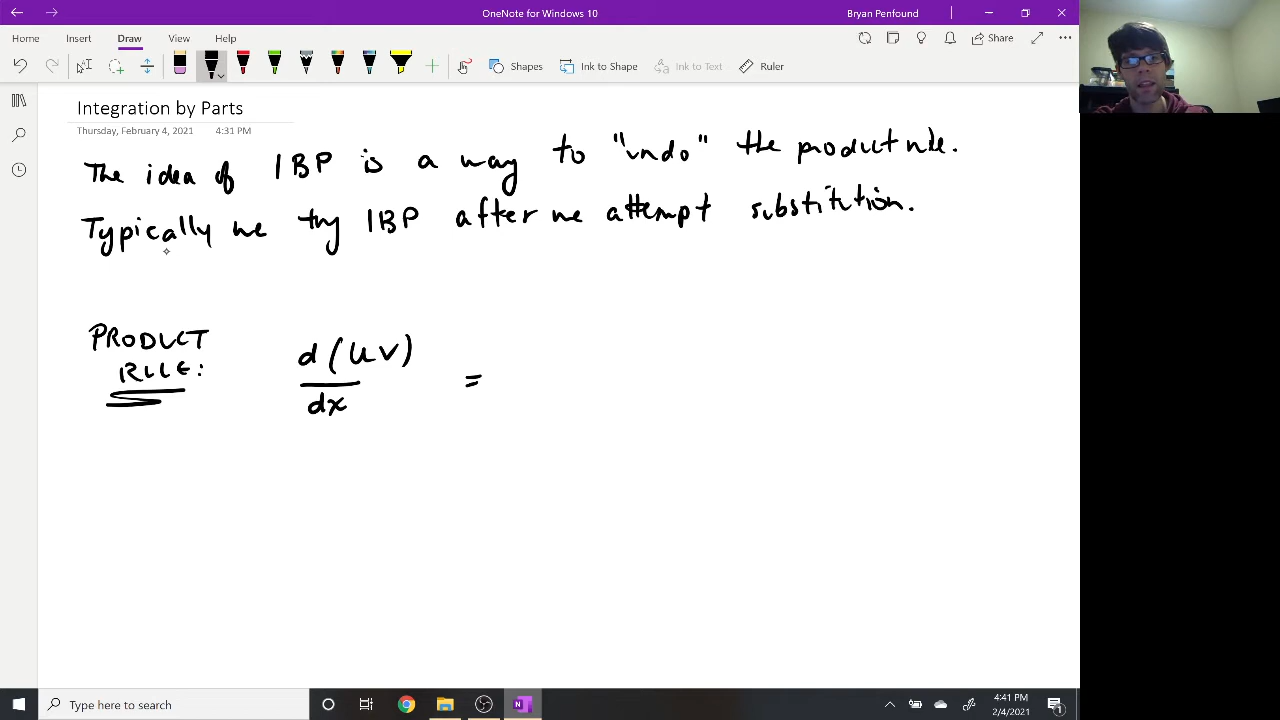 OneNote for Windows 10
Bryan Penfound
Home Insert Draw View Help
Share
Shapes Ink to Shape Ink to Text Ruler
Integration by Parts
Thursday, February 4, 2021 4:31 PM
The idea of IBP is a way to "undo" the product rule.
Typically we try IBP after we attempt substitution.
PRODUCT
RULE:
d(uv)
=
dx
Type here to search
4:41 PM
2/4/2021